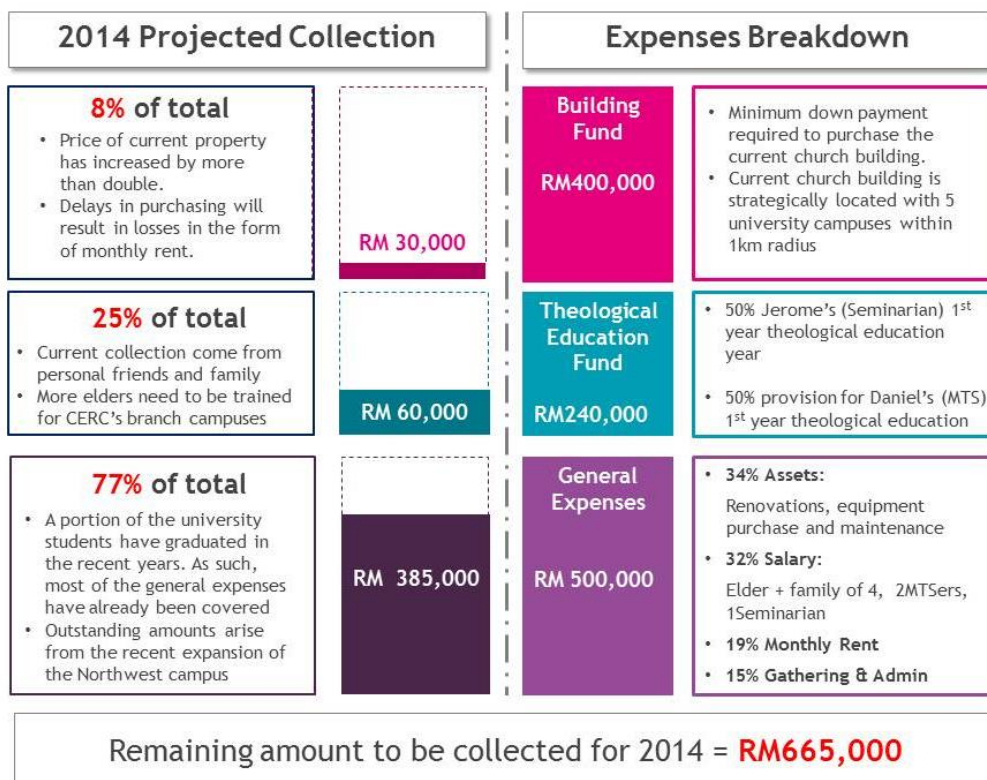 2014 Projected Collection
8% of total
• Price of current property
has increased by more
than double.
• Delays in purchasing will
result in losses in the form
of monthly rent.
RM 30,000
25% of total
• Current collection come from
personal friends and family
• More elders need to be trained
for CERC’s branch campuses
RM 60,000
77% of total
• A portion of the university
students have graduated in
the recent years. As such,
most of the general expenses
have already been covered
• Outstanding amounts arise
from the recent expansion of
the Northwest campus
RM 385,000
Expenses Breakdown
Building
Fund
RM400,000
• Minimum down payment
required to purchase the
current church building.
• Current church building is
strategically located with 5
university campuses within
1km radius
Theological
Education
Fund
RM240,000
• 50% Jerome’s (Seminarian) 1st
year theological education
year
• 50% provision for Daniel’s (MTS)
1st year theological education
General
Expenses
RM 500,000
• 34% Assets:
Renovations, equipment
purchase and maintenance
• 32% Salary:
Elder + family of 4, 2MTSers,
1Seminarian
• 19% Monthly Rent
• 15% Gathering & Admin
Remaining amount to be collected for 2014 = RM665,000